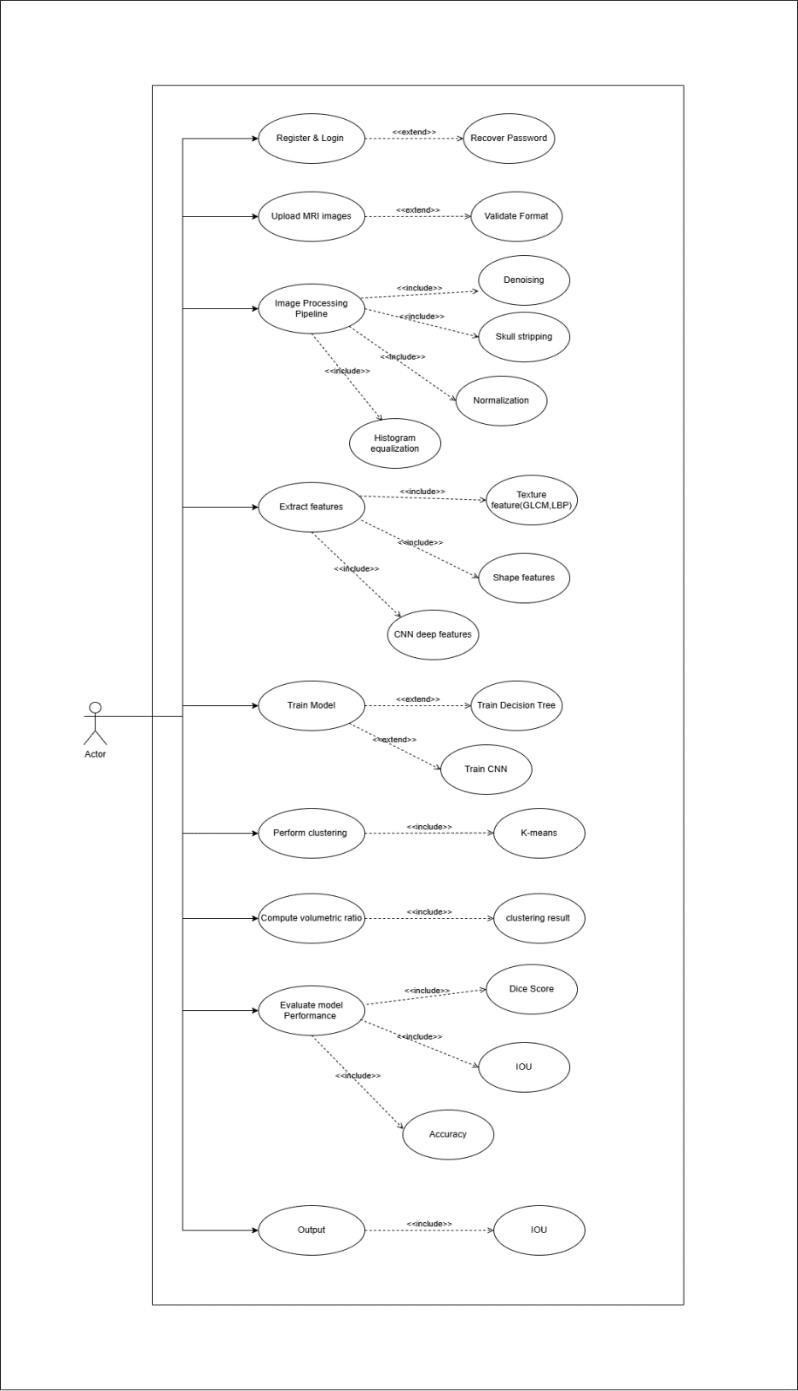 Register & Login
<<extend>>
Recover Password
Upload MRI images
<<extend>>
Validate Format
Image Processing
Pipeline
<<include>>
Denoising
<<include>>
Skull stripping
<<include>>
Normalization
<<include>>
Histogram
equalization
Extract features
<<include>>
Texture
feature(GLCM,LBP)
<<include>>
Shape features
<<include>>
CNN deep features
Actor
Train Model
<<extend>>
Train Decision Tree
<<extend>>
Train CNN
Perform clustering
<<include>>
K-means
Compute volumetric ratio
<<include>>
clustering result
Evaluate model
Performance
<<include>>
Dice Score
<<include>>
IOU
<<include>>
Accuracy
Output
<<include>>
IOU